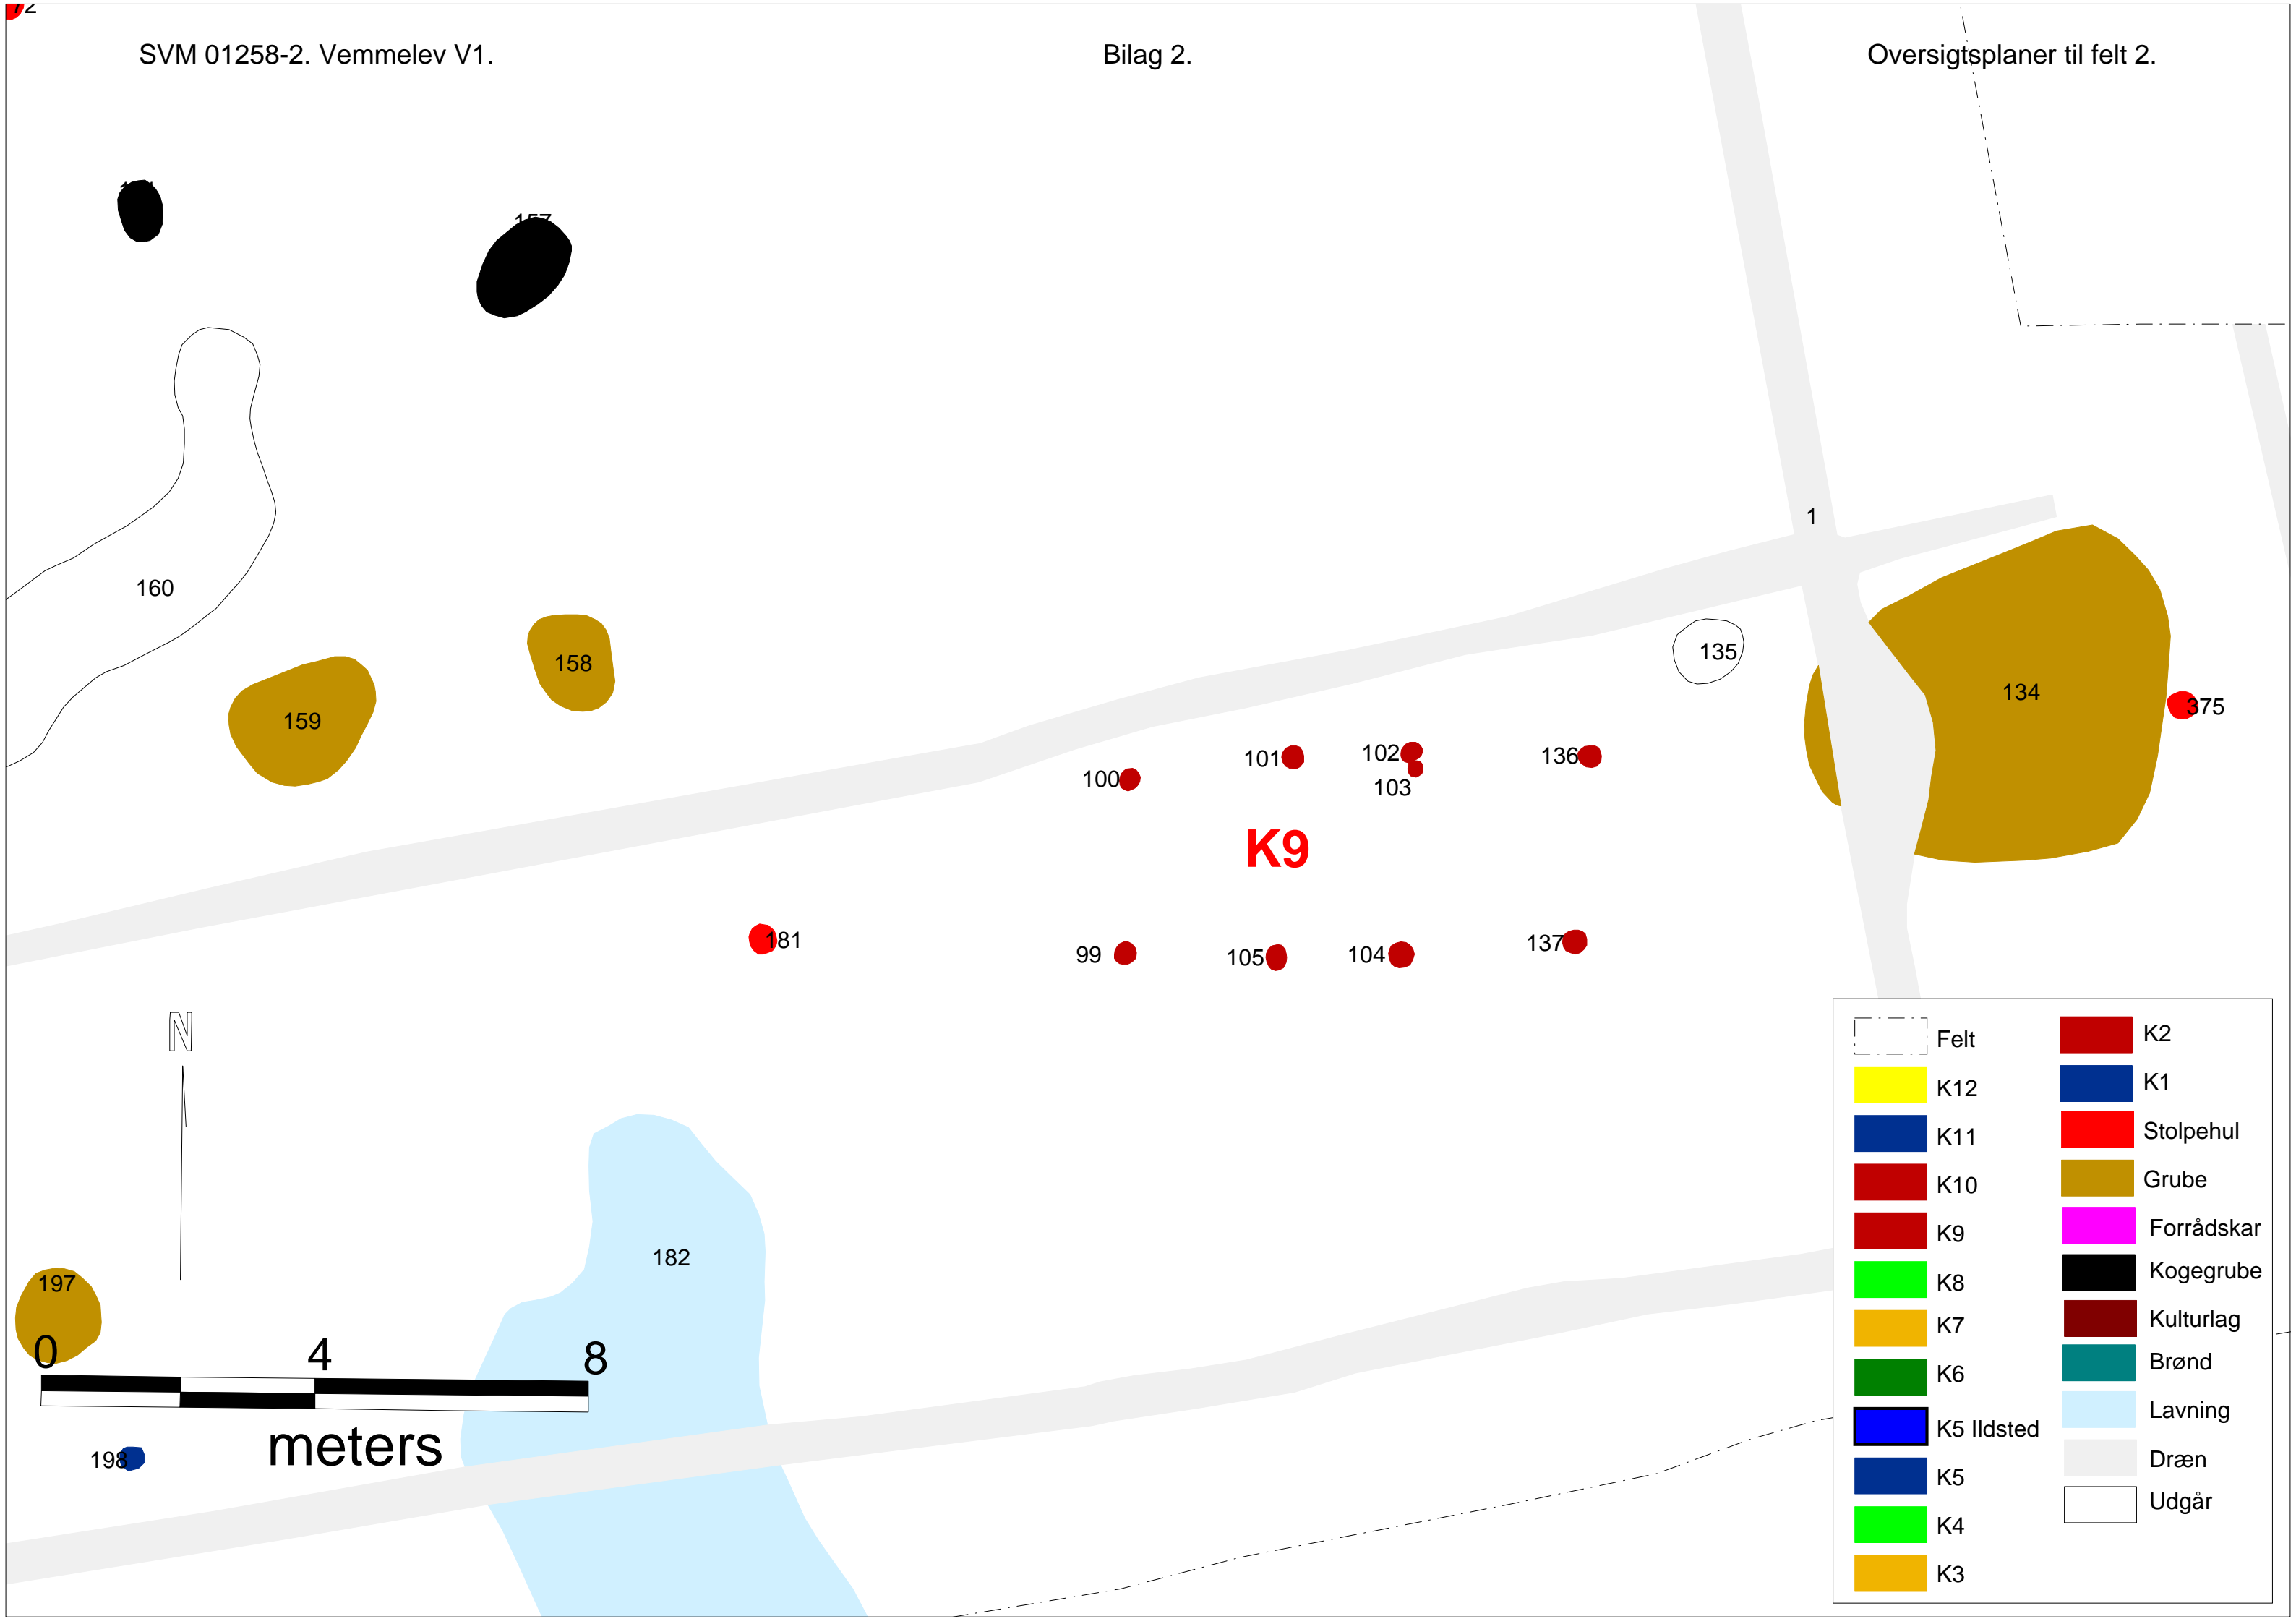 SVM 01258-2. Vemmelev V1.
Bilag 2.
Oversigtsplaner til felt 2.
157
1
160
158
135
134
159
375
101
102
136
100
103
K9
181
99
105
104
137
N
182
197
0 4 8
meters
198
Felt
K12
K11
K10
K9
K8
K7
K6
K5 Ildsted
K5
K4
K3
K2
K1
Stolpehul
Grube
Forrådskar
Kogegrube
Kulturlag
Brønd
Lavning
Dræn
Udgår